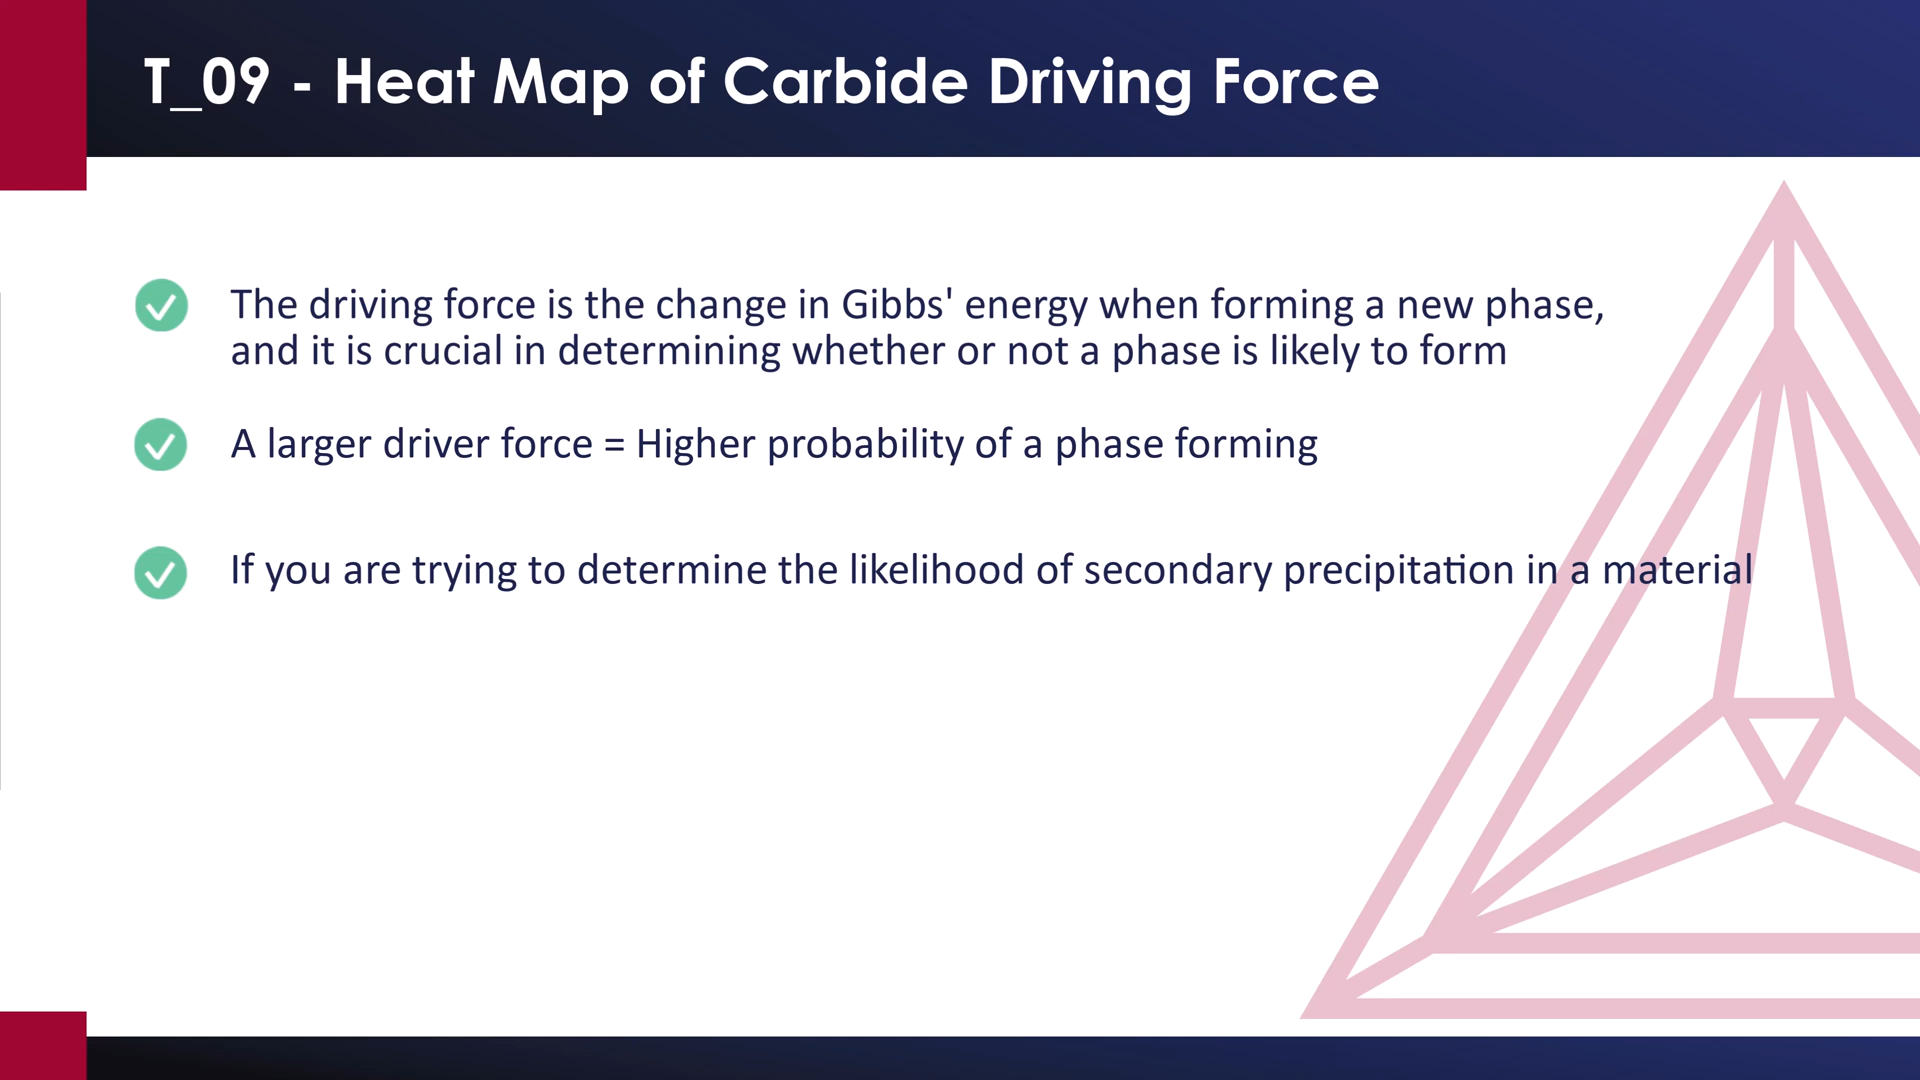 T_09 - Heat Map of Carbide Driving Force
The driving force is the change in Gibbs' energy when forming a new phase,
and it is crucial in determining whether or not a phase is likely to form
A larger driver force = Higher probability of a phase forming
If you are trying to determine the likelihood of secondary precipitation in a material